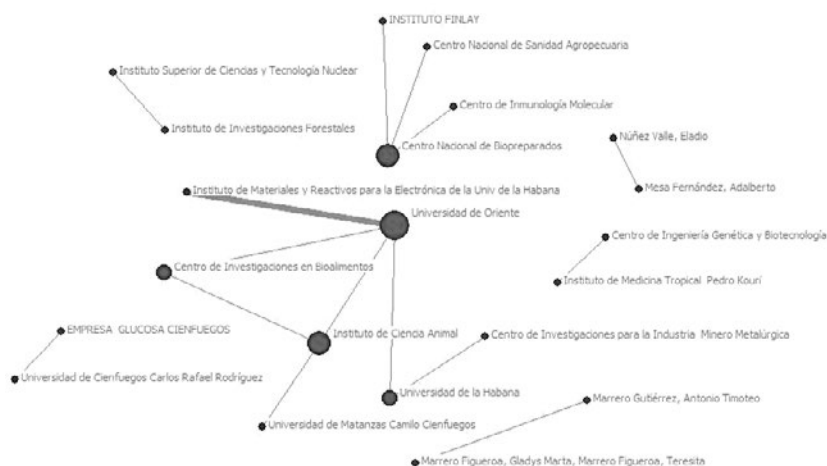 INSTITUTO FINLAY
Centro Nacional de Sanidad Agropecuaria
Instituto Superior de Ciencias y Tecnología Nuclear
Centro de Inmunología Molecular
Instituto de Investigaciones Forestales
Núñez Valle, Eladio
Centro Nacional de Biopreparados
Mesa Fernández, Adalberto
Instituto de Materiales y Reactivos para la Electrónica de la Univ de la Habana
Universidad de Oriente
Centro de Ingeniería Genética y Biotecnología
Centro de Investigaciones en Bioalimentos
Instituto de Medicina Tropical Pedro Kourí
EMPRESA GLUCOSA CIENFUEGOS
Instituto de Ciencia Animal
Centro de Investigaciones para la Industria Minero Metalúrgica
Universidad de Cienfuegos Carlos Rafael Rodríguez
Universidad de la Habana
Marrero Gutiérrez, Antonio Timoteo
Universidad de Matanzas Camilo Cienfuegos
Marrero Figueroa, Gladys Marta, Marrero Figueroa, Teresita